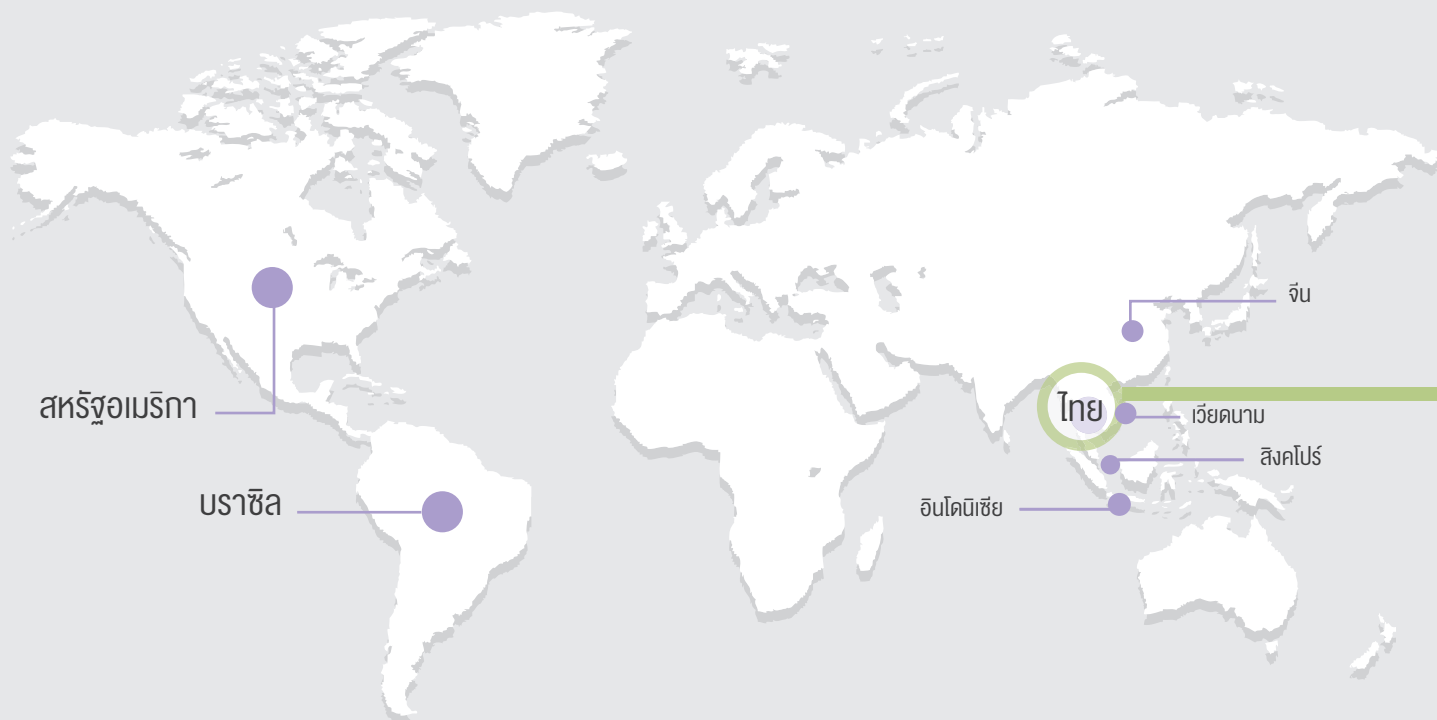 จีน
สหรัฐอเมริกา
ไทย
เวียดนาม
สิงคโปร์
บราซิล
อินโดนิเซีย